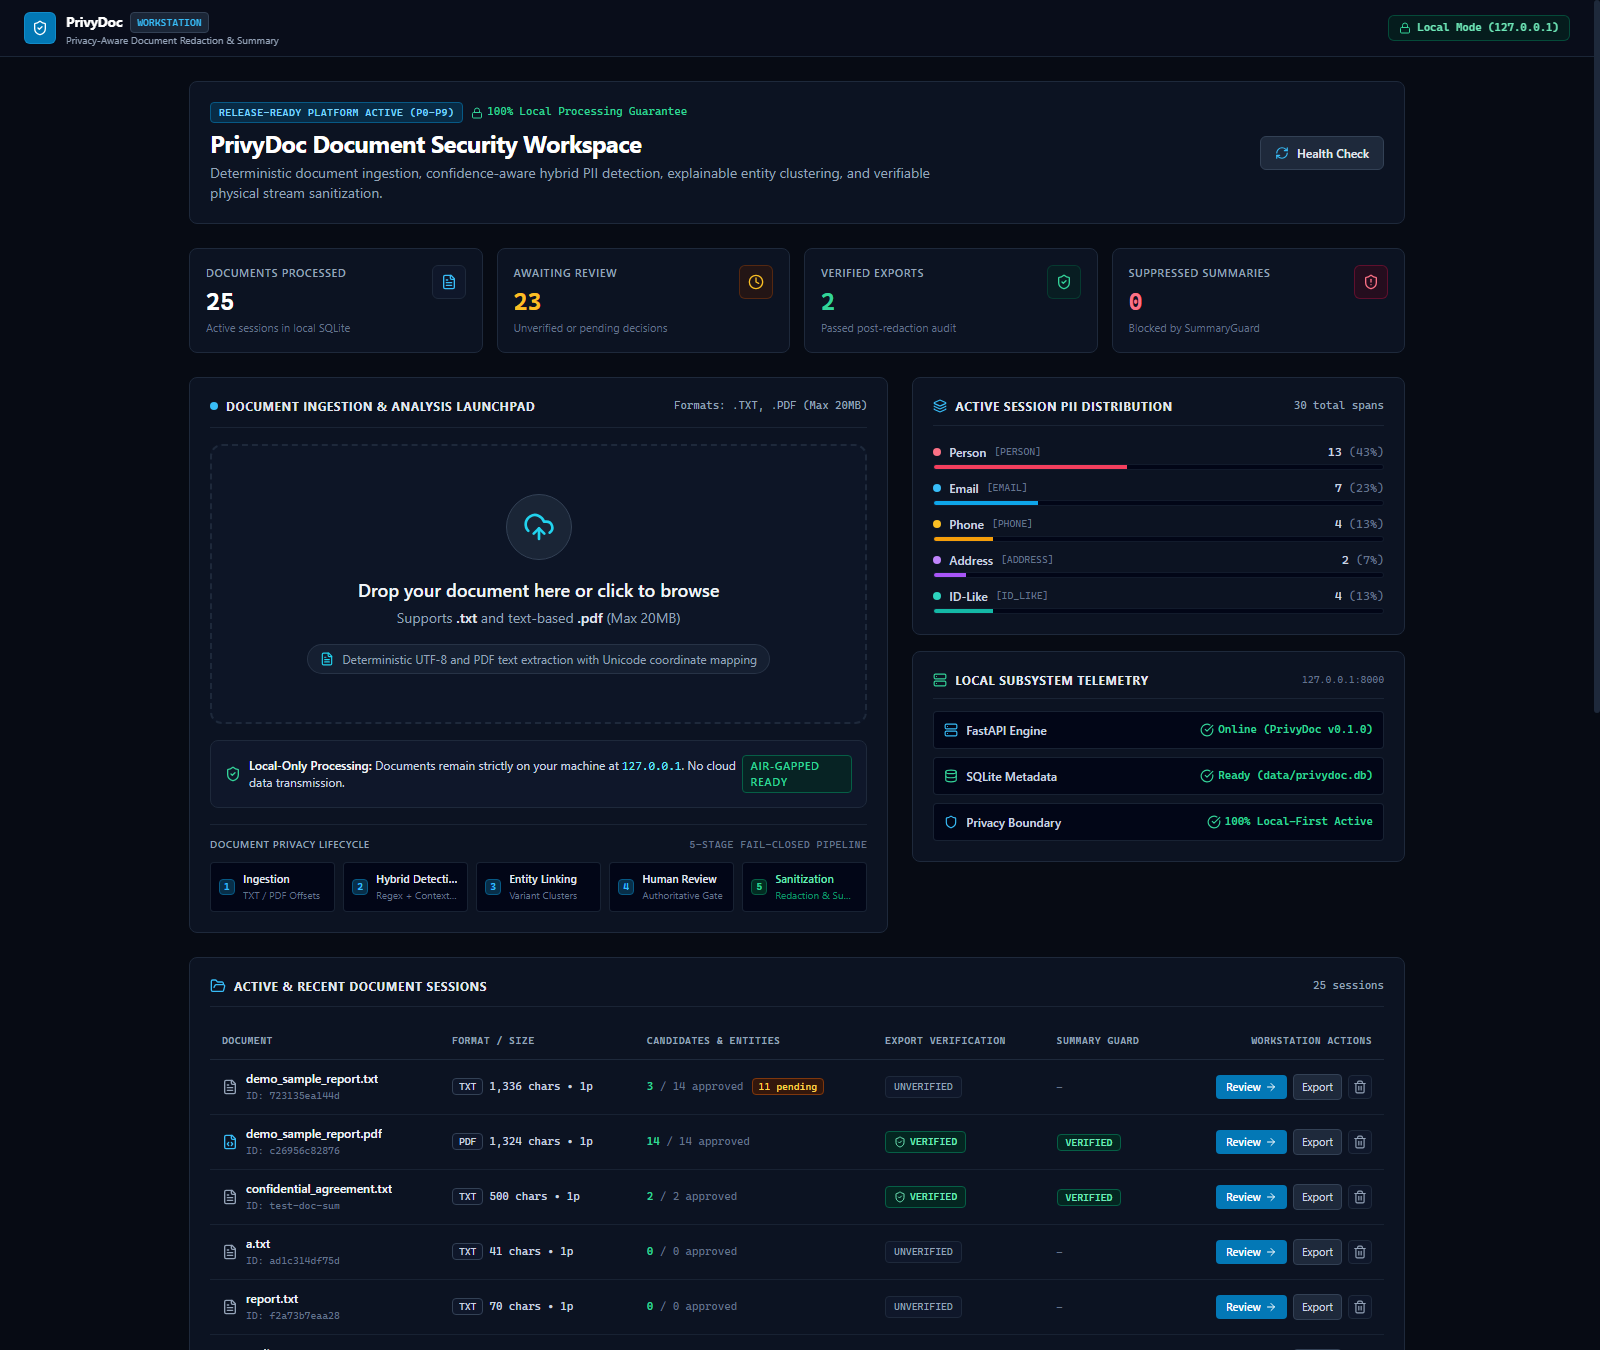 PrivyDoc WORKSTATION
Privacy-Aware Document Redaction & Summary
Local Mode (127.0.0.1)
RELEASE-READY PLATFORM ACTIVE (P0-P9) 100% Local Processing Guarantee
PrivyDoc Document Security Workspace
Deterministic document ingestion, confidence-aware hybrid PII detection, explainable entity clustering, and verifiable
physical stream sanitization.
Health Check
DOCUMENTS PROCESSED
25
Active sessions in local SQLite
AWAITING REVIEW
23
Unverified or pending decisions
VERIFIED EXPORTS
2
Passed post-redaction audit
SUPPRESSED SUMMARIES
0
Blocked by SummaryGuard
DOCUMENT INGESTION & ANALYSIS LAUNCHPAD Formats: .TXT, .PDF (Max 20MB)
Drop your document here or click to browse
Supports .txt and text-based .pdf (Max 20MB)
Deterministic UTF-8 and PDF text extraction with Unicode coordinate mapping
Local-Only Processing: Documents remain strictly on your machine at 127.0.0.1. No cloud
data transmission.
AIR-GAPPED
READY
DOCUMENT PRIVACY LIFECYCLE 5-STAGE FAIL-CLOSED PIPELINE
1 Ingestion
TXT / PDF Offsets
2 Hybrid Detecti...
Regex + Context...
3 Entity Linking
Variant Clusters
4 Human Review
Authoritative Gate
5 Sanitization
Redaction & Su...
ACTIVE SESSION PII DISTRIBUTION 30 total spans
Person [PERSON] 13 (43%)
Email [EMAIL] 7 (23%)
Phone [PHONE] 4 (13%)
Address [ADDRESS] 2 (7%)
ID-Like [ID_LIKE] 4 (13%)
LOCAL SUBSYSTEM TELEMETRY 127.0.0.1:8000
FastAPI Engine Online (PrivyDoc v0.1.0)
SQLite Metadata Ready (data/privydoc.db)
Privacy Boundary 100% Local-First Active
ACTIVE & RECENT DOCUMENT SESSIONS 25 sessions
DOCUMENT FORMAT / SIZE CANDIDATES & ENTITIES EXPORT VERIFICATION SUMMARY GUARD WORKSTATION ACTIONS
demo_sample_report.txt
ID: 723135ea144d
TXT 1,336 chars • 1p 3 / 14 approved 11 pending UNVERIFIED – Review → Export
demo_sample_report.pdf
ID: c26956c82876
PDF 1,324 chars • 1p 14 / 14 approved VERIFIED VERIFIED Review → Export
confidential_agreement.txt
ID: test-doc-sum
TXT 500 chars • 1p 2 / 2 approved VERIFIED VERIFIED Review → Export
a.txt
ID: ad1c314df75d
TXT 41 chars • 1p 0 / 0 approved UNVERIFIED – Review → Export
report.txt
ID: f2a73b7eaa28
TXT 70 chars • 1p 0 / 0 approved UNVERIFIED – Review → Export